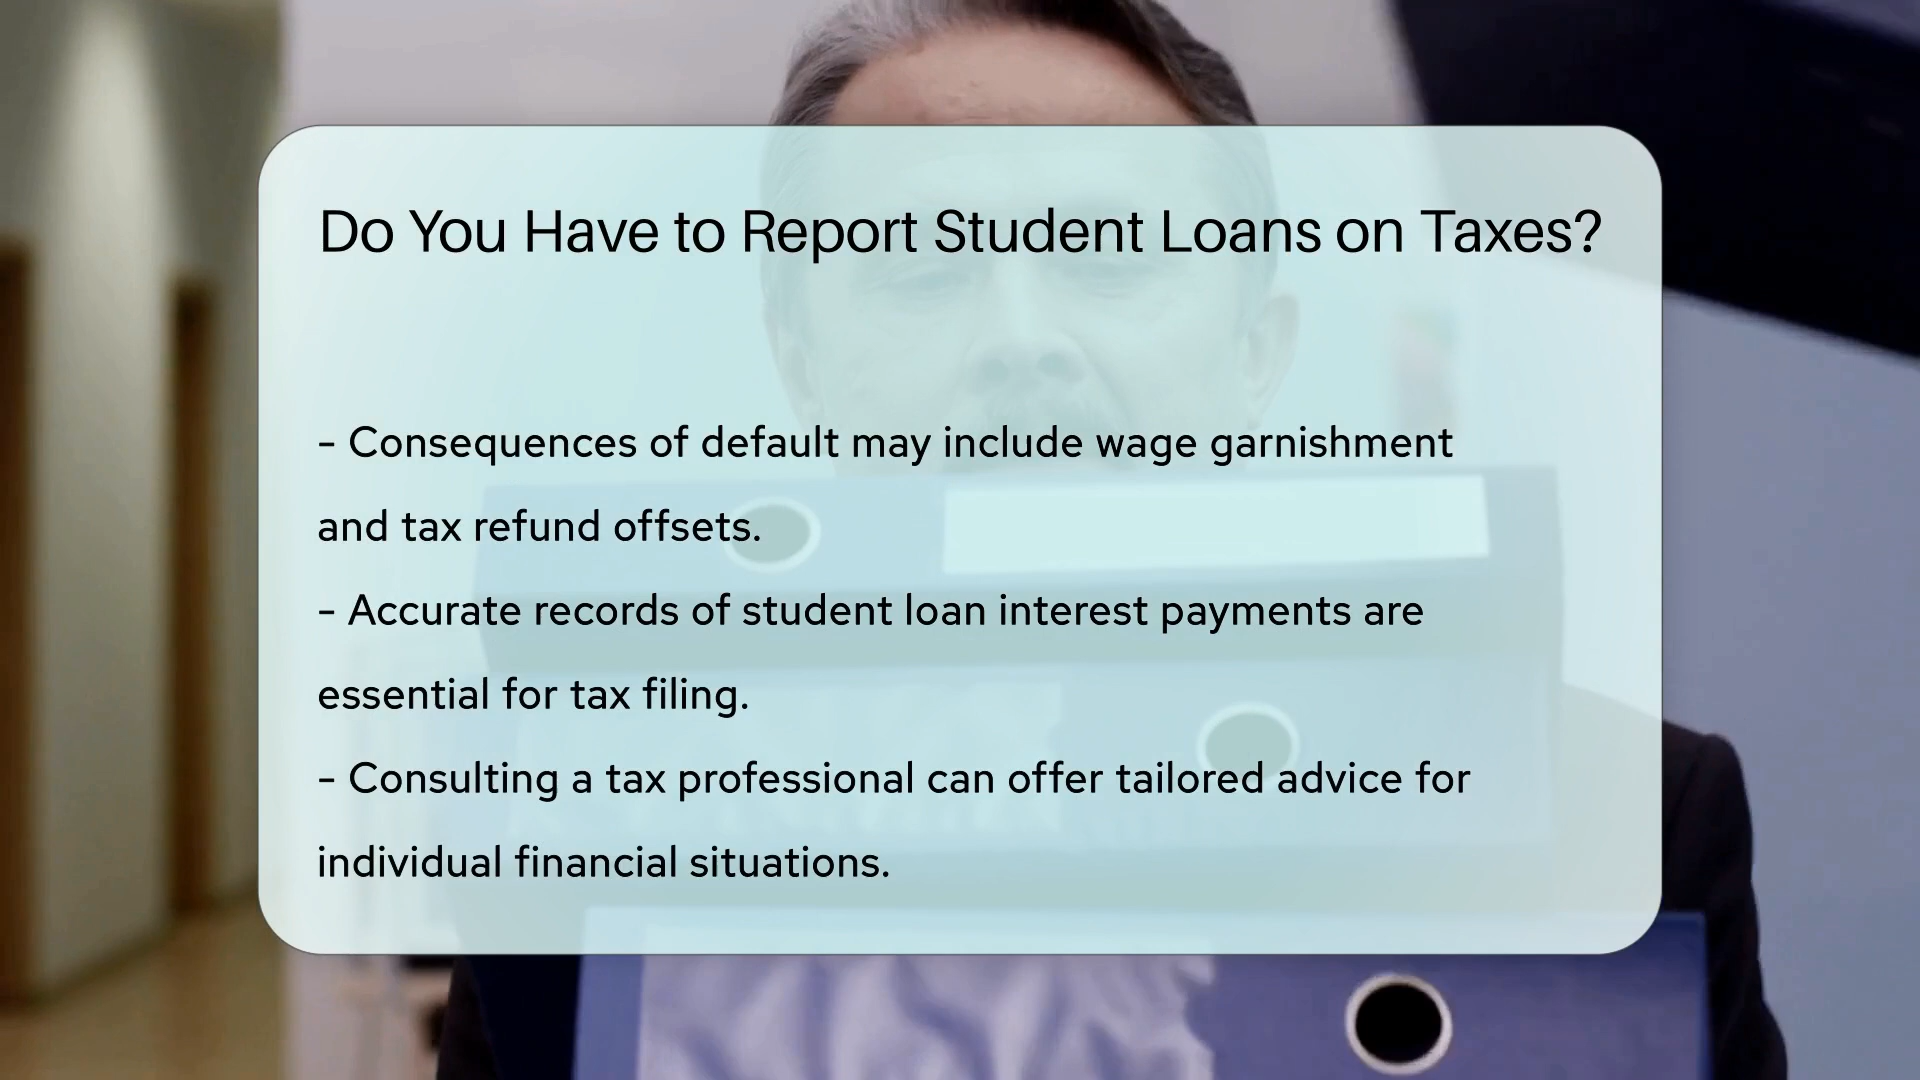 Do You Have to Report Student Loans on Taxes?
- Consequences of default may include wage garnishment
and tax refund offsets.
- Accurate records of student loan interest payments are
essential for tax filing.
- Consulting a tax professional can offer tailored advice for
individual financial situations.